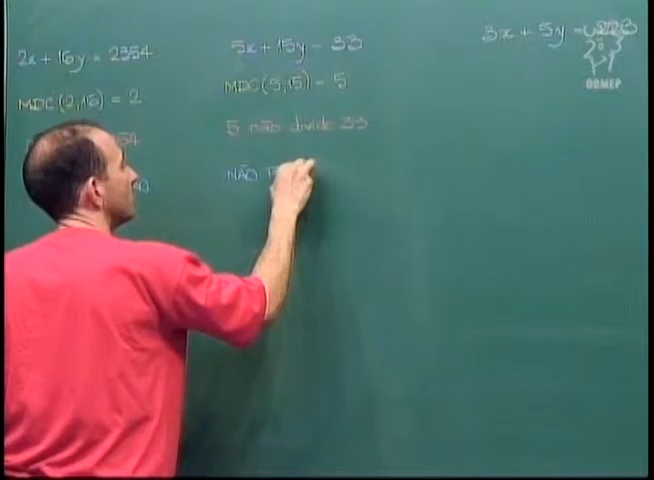 2x + 16y = 2354
MDC(2,16) = 2
54
5x + 15y = 33
MDC(5,15) = 5
5 não divide 33
NÃO
3x + 5y =
OBMEP